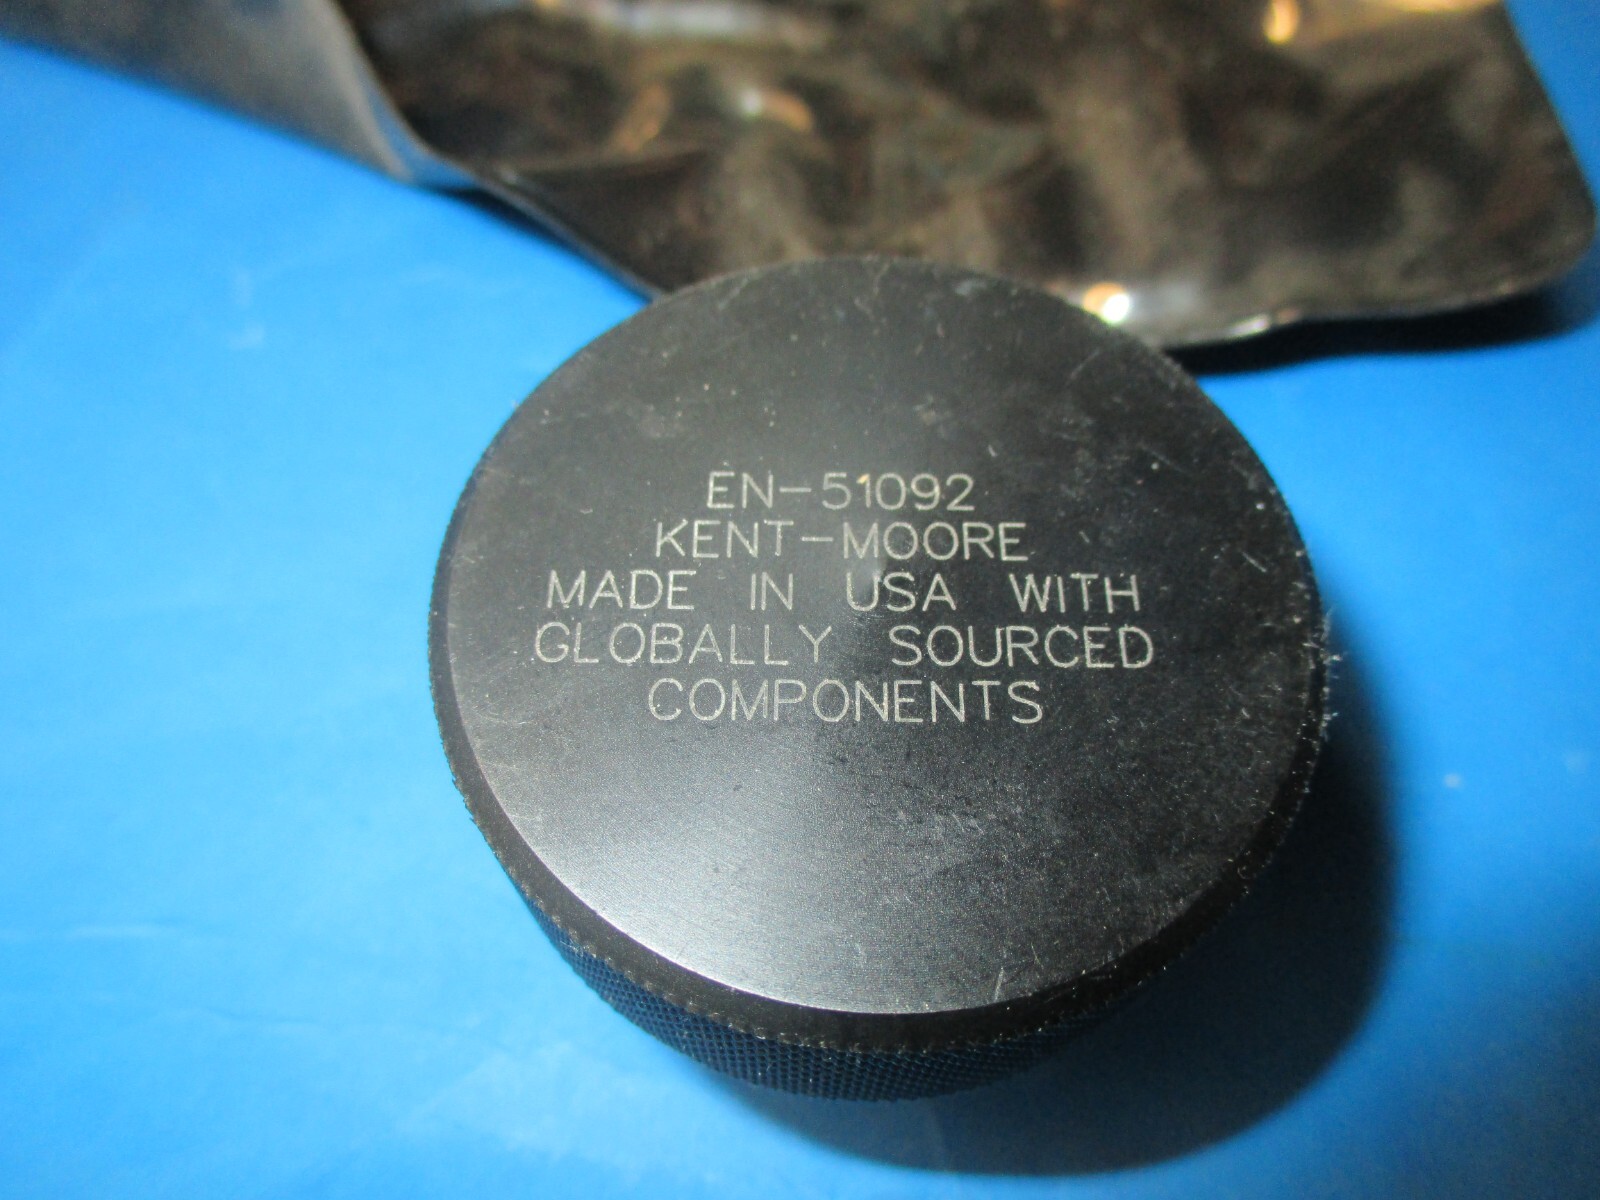 EN-51092
KENT-MOORE
MADE IN USA WITH
GLOBALLY SOURCED
COMPONENTS